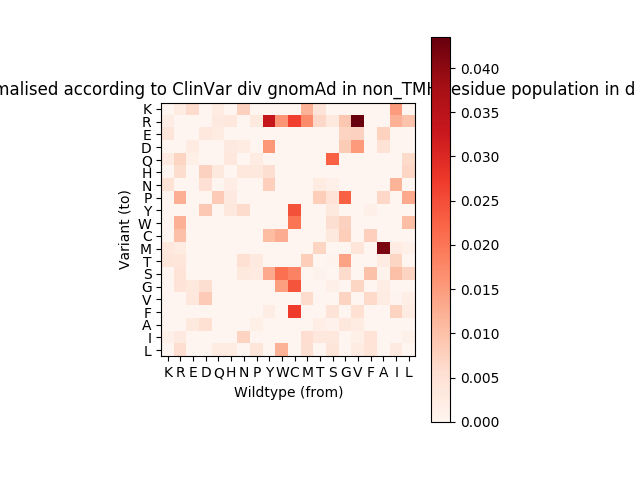 malised according to ClinVar div gnomAd in non_TMH residue population in d
Variant (to)
K
R
E
D
Q
H
N
P
Y
W
C
M
T
S
G
V
F
A
I
L
K R E D Q H N P Y W C M T S G V F A I L
Wildtype (from)
0.040
0.035
0.030
0.025
0.020
0.015
0.010
0.005
0.000